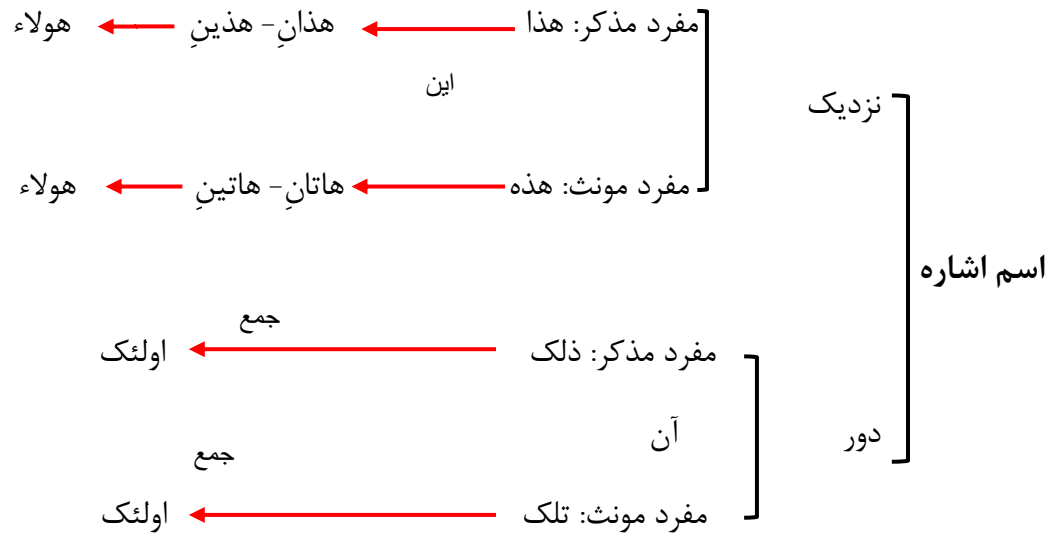 مفرد مذکر: هذا هذانِ- هذینِ هولاء
این
نزدیک
مفرد مونث: هذه هاتانِ- هاتینِ هولاء
اسم اشاره
جمع
مفرد مذکر: ذلک اولئک
آن
دور
جمع
مفرد مونث: تلک اولئک